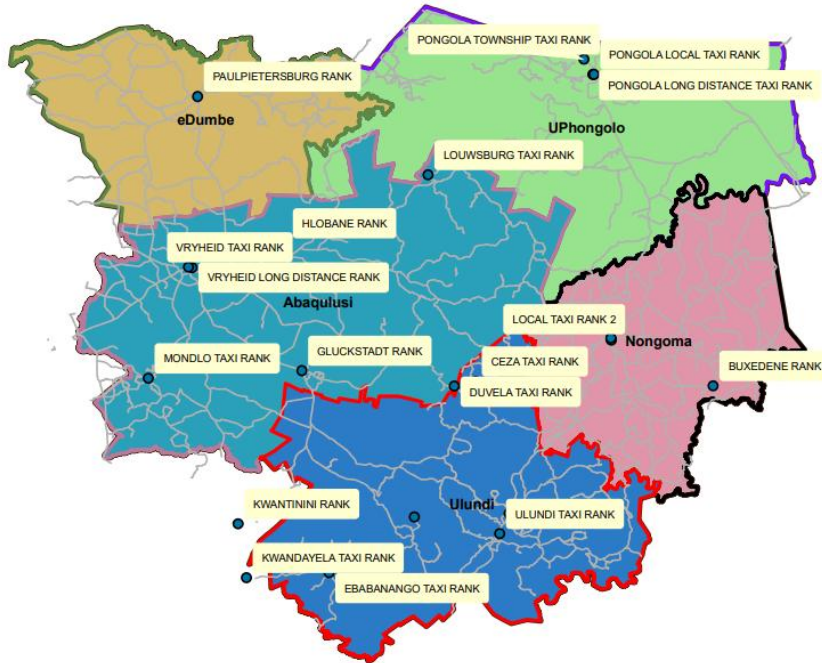 PONGOLA TOWNSHIP TAXI RANK
PONGOLA LOCAL TAXI RANK
PAULPIETERSBURG RANK
PONGOLA LONG DISTANCE TAXI RANK
eDumbe
UPhongolo
LOUWSBURG TAXI RANK
HLOBANE RANK
VRYHEID TAXI RANK
VRYHEID LONG DISTANCE RANK
Abaqulusi
LOCAL TAXI RANK 2
Nongoma
GLUCKSTADT RANK
MONDLO TAXI RANK
CEZA TAXI RANK
BUXEDENE RANK
DUVELA TAXI RANK
KWANTININI RANK
Ulundi
ULUNDI TAXI RANK
KWANDAYELA TAXI RANK
EBABANANGO TAXI RANK